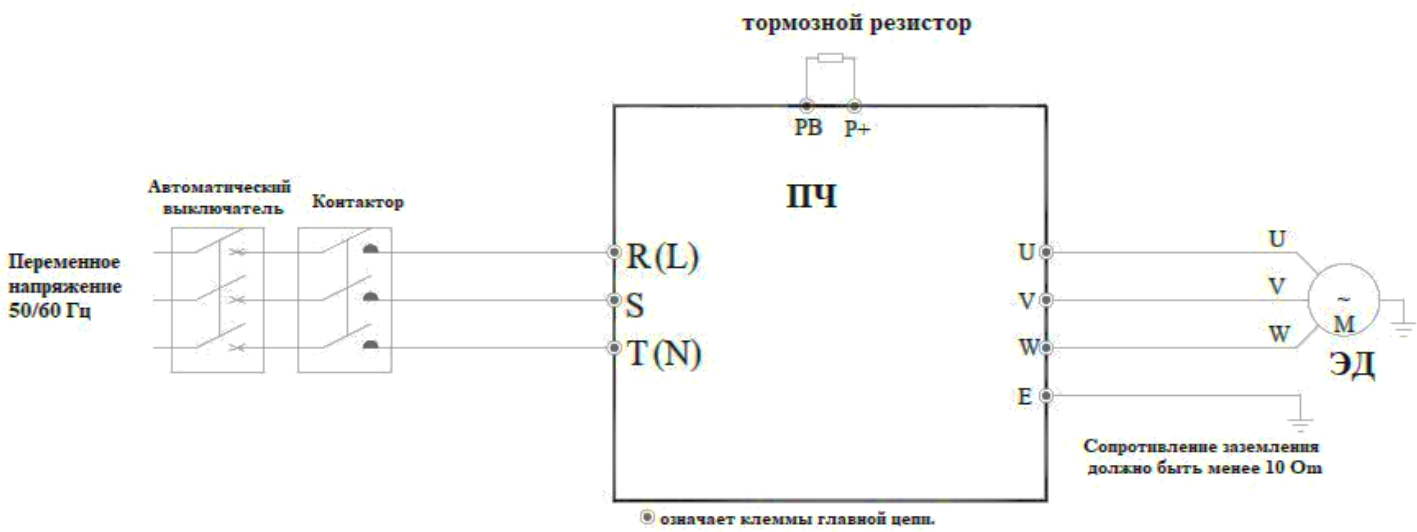 тормозной резистор
PB P+
ПЧ
Автоматический
выключатель
Контактор
Переменное
напряжение
50/60 Гц
R(L)
S
T(N)
U
V
W
E
U
V
W
~
M
ЭД
Сопротивление заземления
должно быть менее 10 Om
означает клеммы главной цепи.